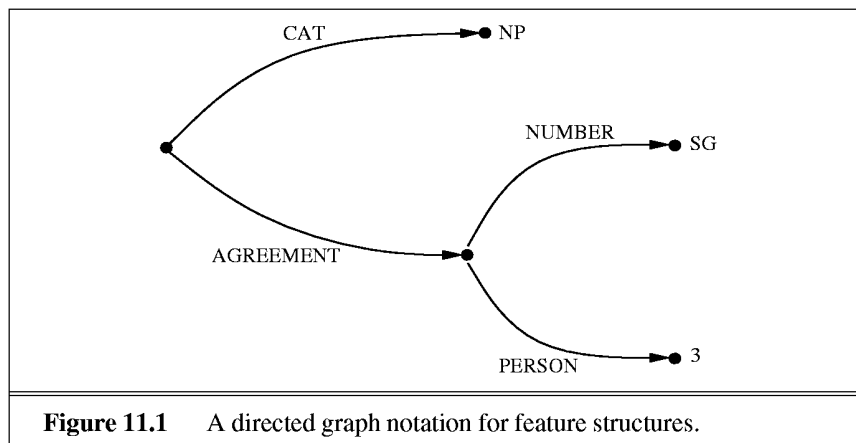 CAT
NP
NUMBER
SG
AGREEMENT
PERSON
3
Figure 11.1 A directed graph notation for feature structures.